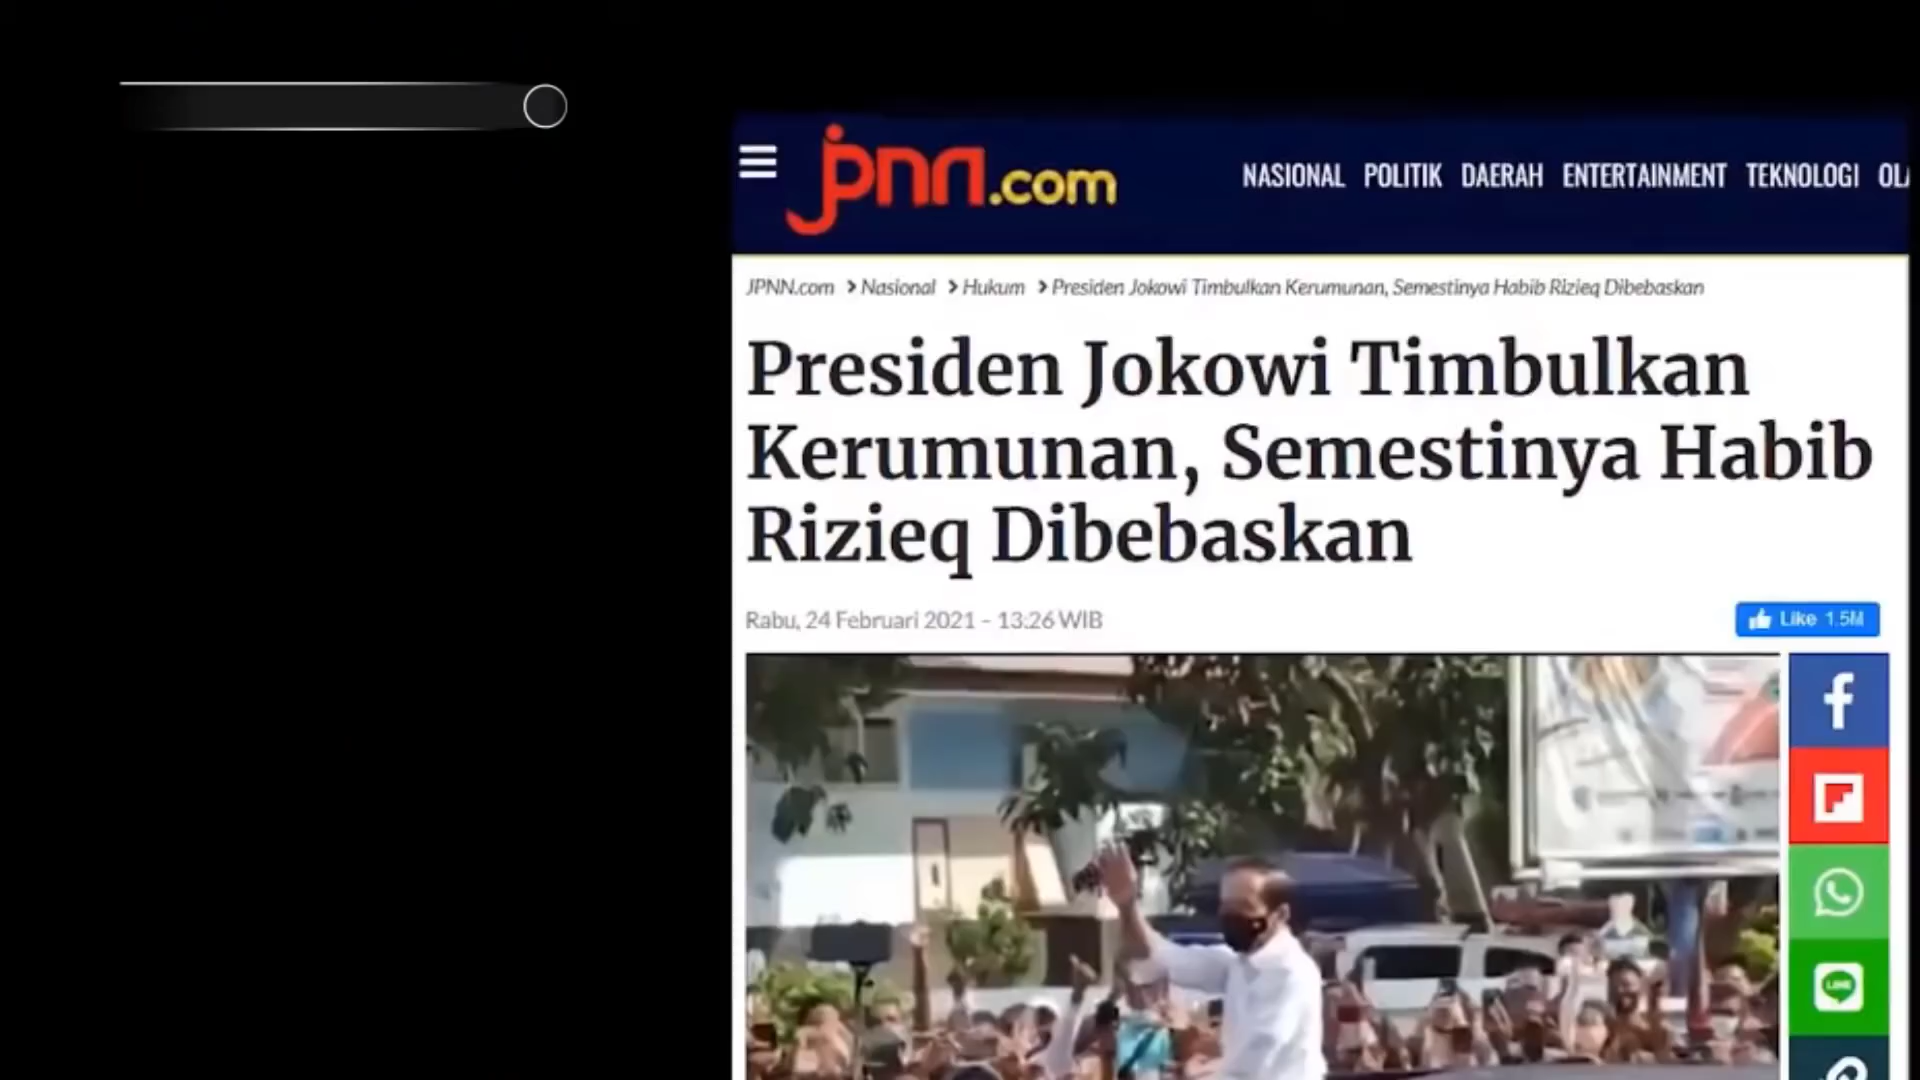 jpnn.com
NASIONAL POLITIK DAERAH ENTERTAINMENT TEKNOLOGI
JPNN.com > Nasional > Hukum > Presiden Jokowi Timbulkan Kerumunan, Semestinya Habib Rizieq Dibebaskan
Presiden Jokowi Timbulkan
Kerumunan, Semestinya Habib
Rizieq Dibebaskan
Rabu, 24 Februari 2021 - 13:26 WIB
Like 1.5M
LINE